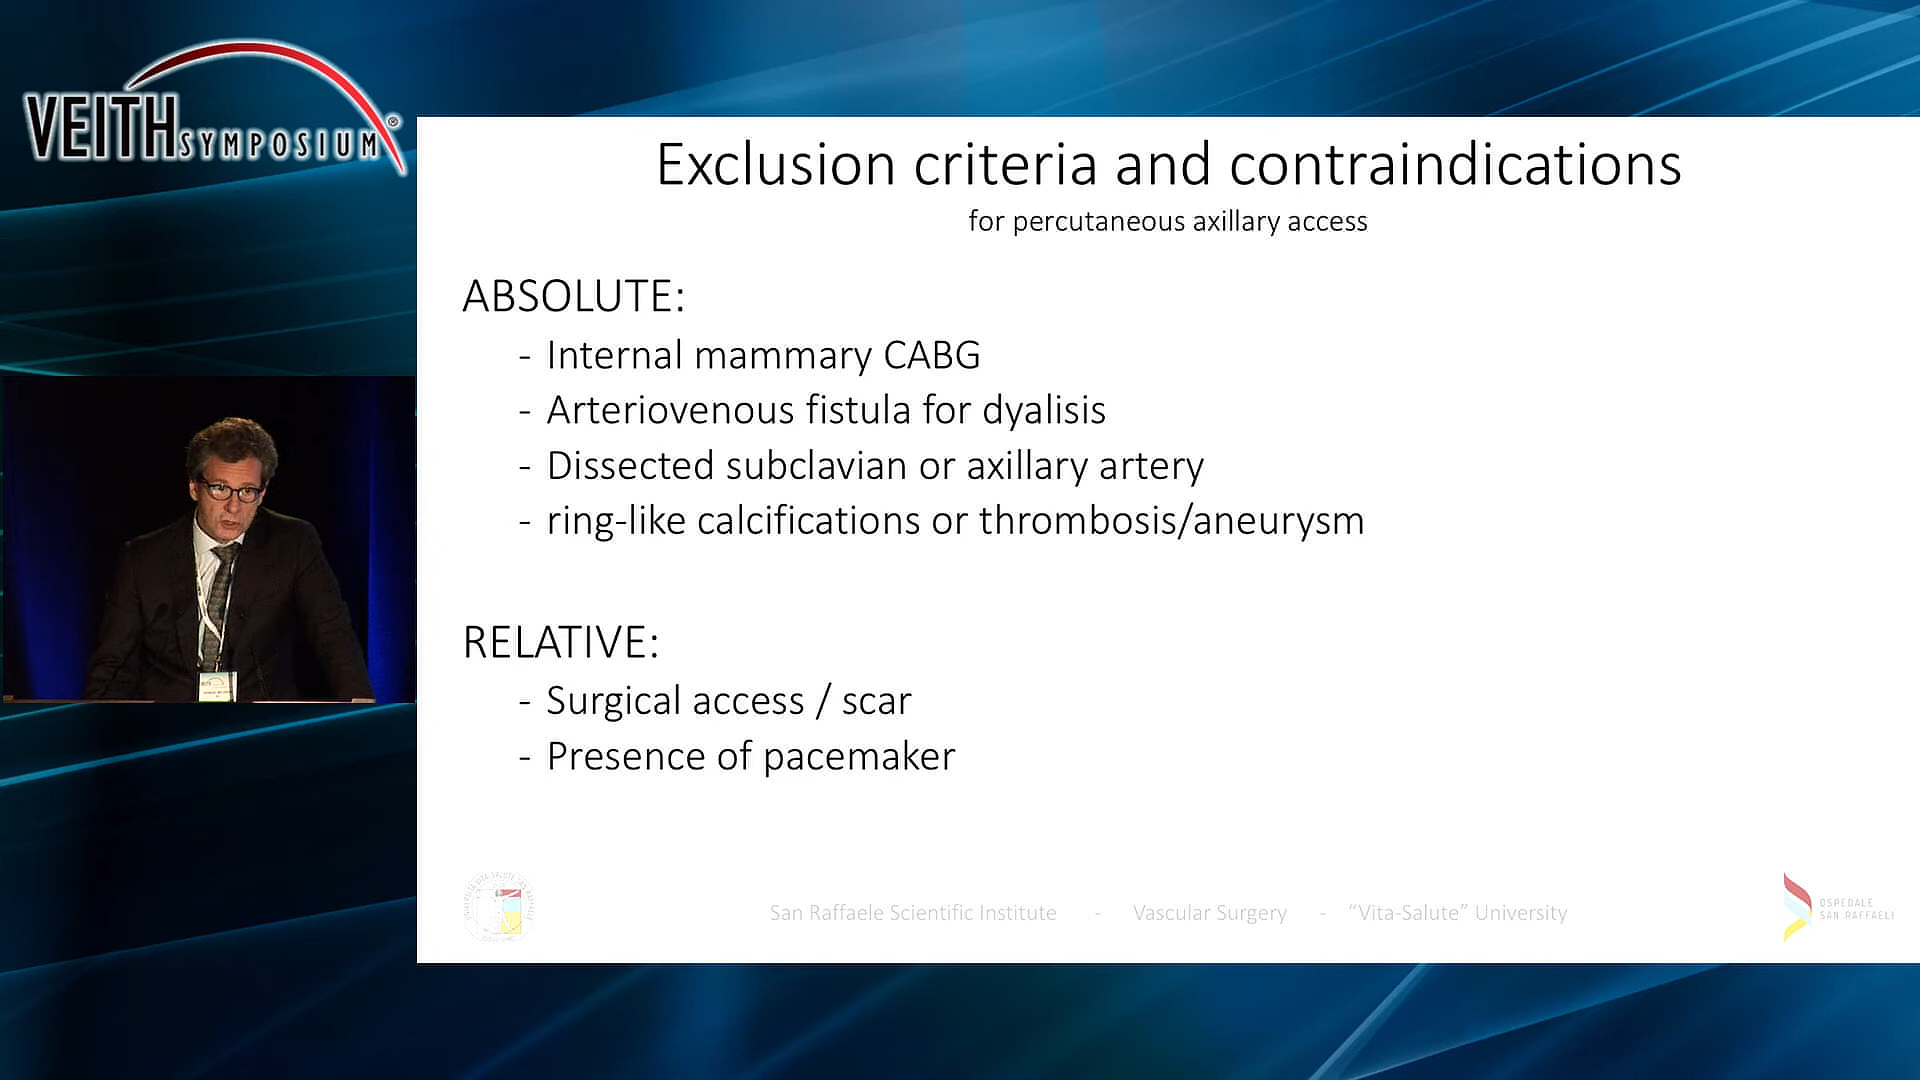 VEITHSYMPOSIUM®
Exclusion criteria and contraindications
for percutaneous axillary access
ABSOLUTE:
- Internal mammary CABG
- Arteriovenous fistula for dyalisis
- Dissected subclavian or axillary artery
- ring-like calcifications or thrombosis/aneurysm
RELATIVE:
- Surgical access / scar
- Presence of pacemaker
San Raffaele Scientific Institute - Vascular Surgery - “Vita-Salute” University
OSPEDALE
SAN RAFFAELE